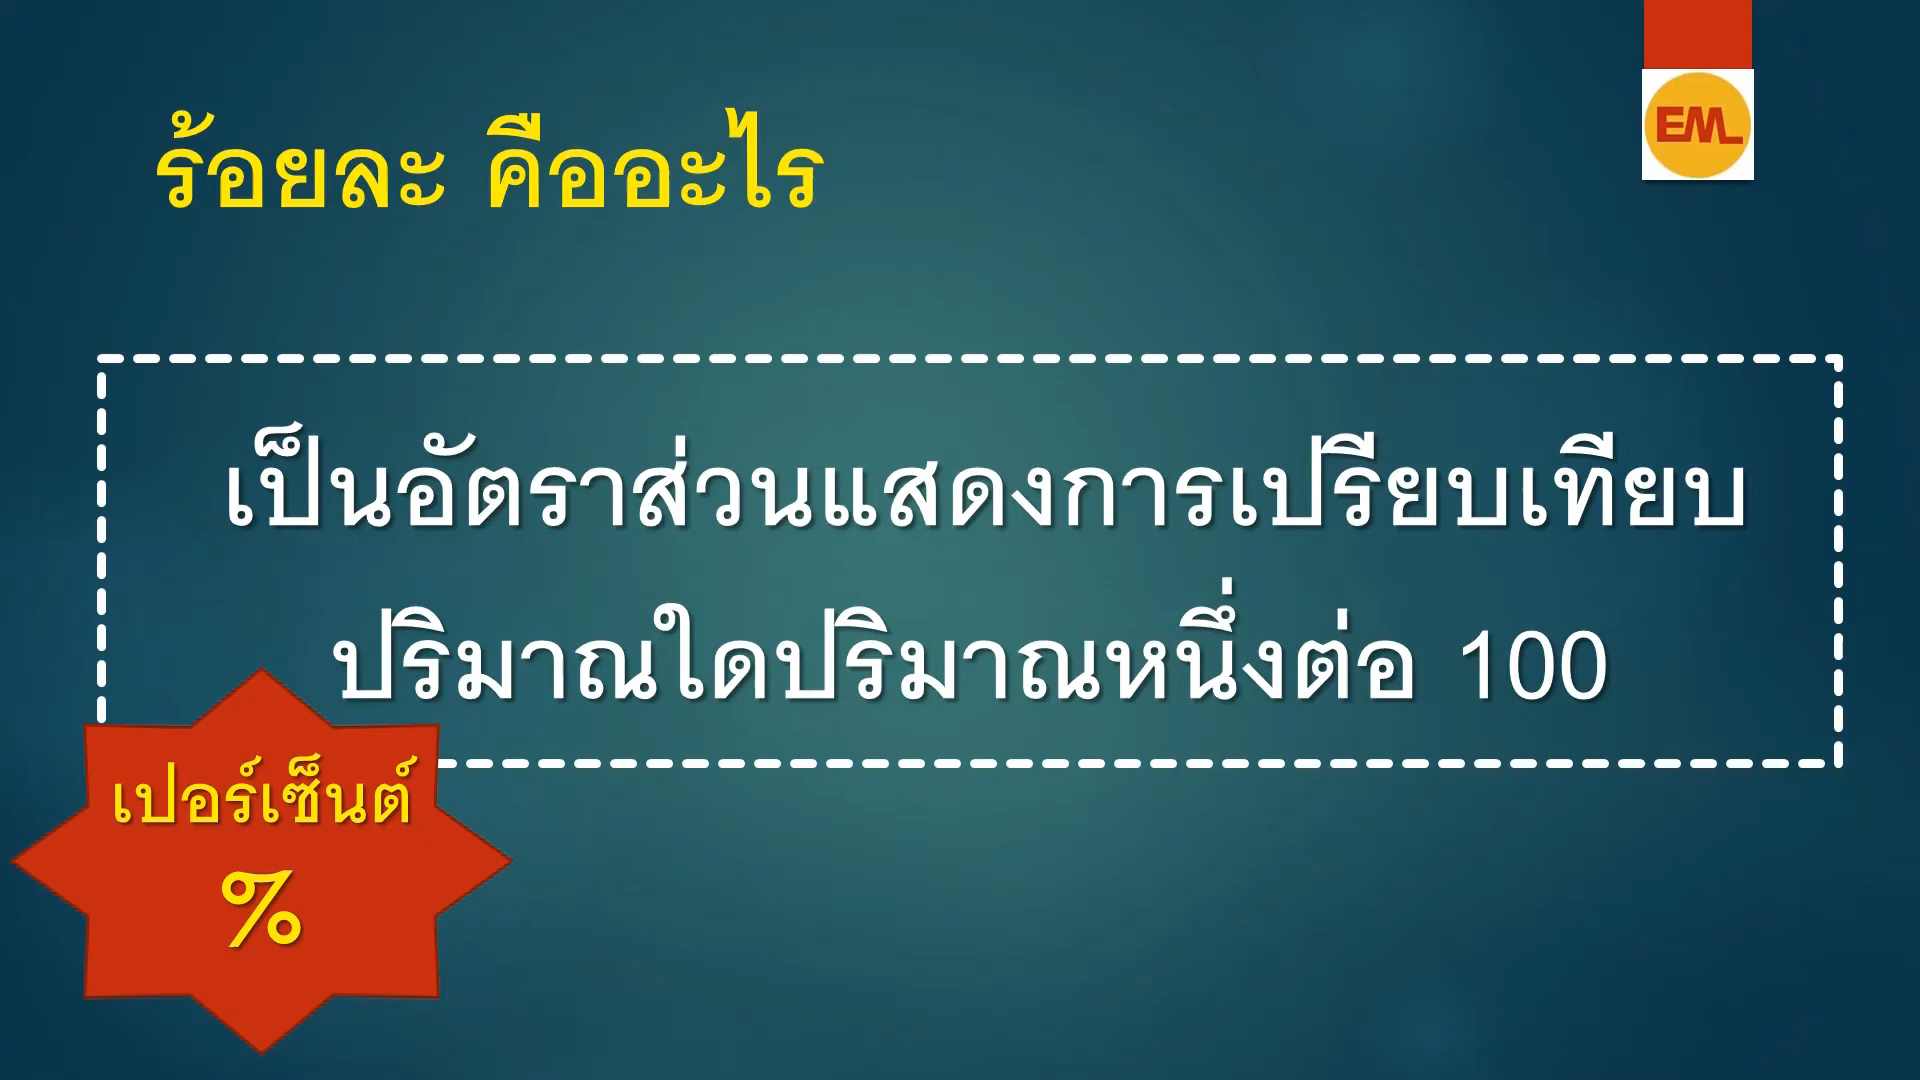 EML
ร้อยละ คืออะไร
เป็นอัตราส่วนแสดงการเปรียบเทียบ
ปริมาณใดปริมาณหนึ่งต่อ 100
เปอร์เซ็นต์
%